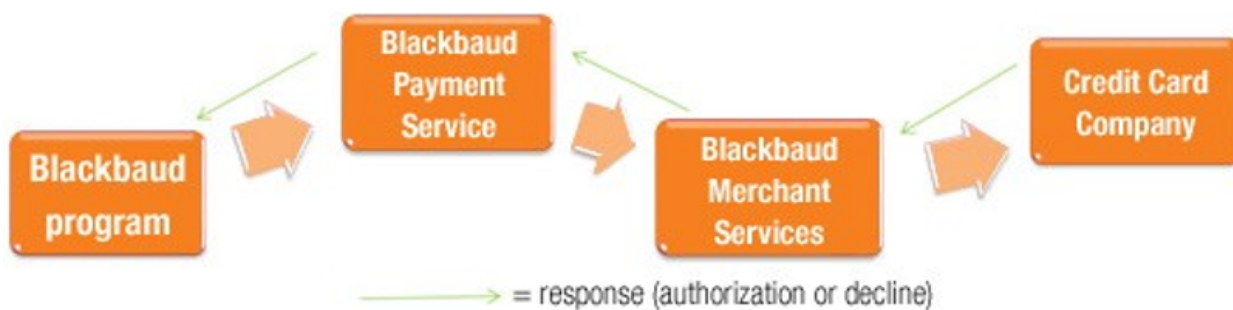 Blackbaud
program
Blackbaud
Payment
Service
Blackbaud
Merchant
Services
Credit Card
Company
= response (authorization or decline)